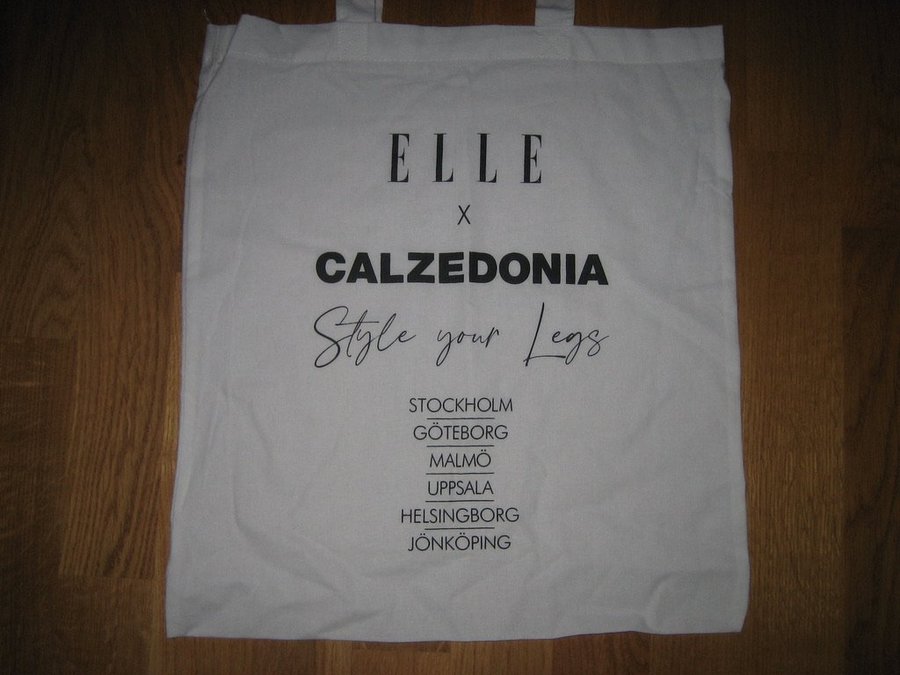 ELLE
X
CALZEDONIA
Style your Legs
STOCKHOLM
GÖTEBORG
MALMÖ
UPPSALA
HELSINGBORG
JÖNKÖPING